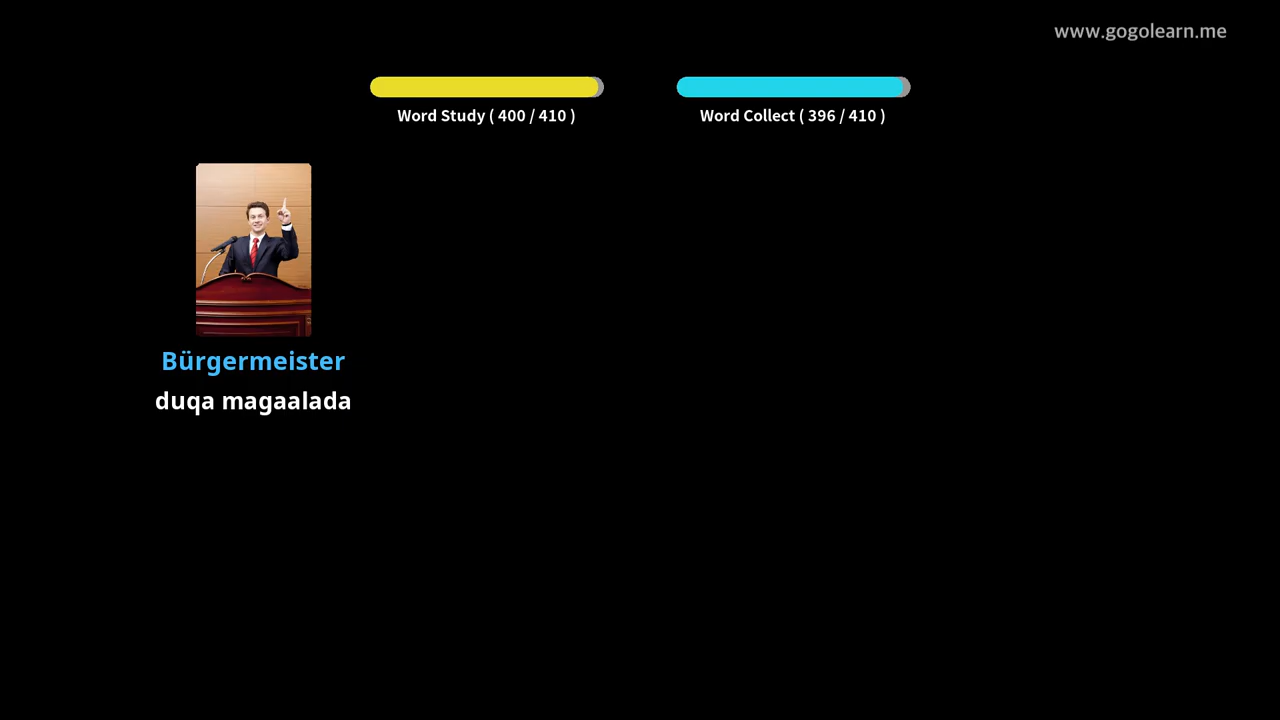 www.gogolearn.me
Word Study ( 400 / 410 )
Word Collect ( 396 / 410 )
Bürgermeister
duqa magaalada